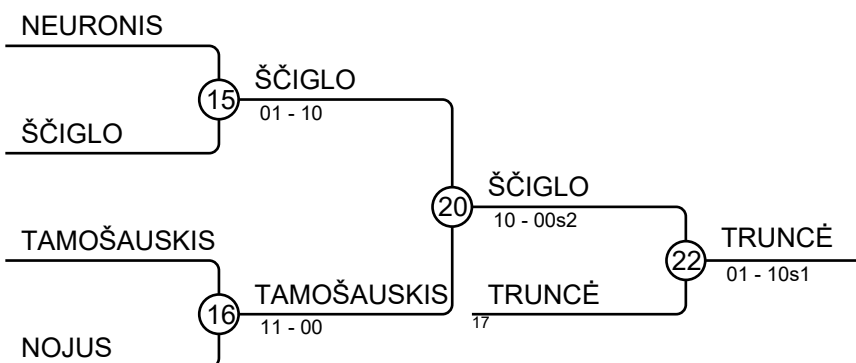 NEURONIS
ŠČIGLO
15
01 - 10
ŠČIGLO
ŠČIGLO
20
10 - 00s2
TAMOŠAUSKIS
TRUNCĖ
22
01 - 10s1
TAMOŠAUSKIS
TRUNCĖ
16
11 - 00
17
NOJUS